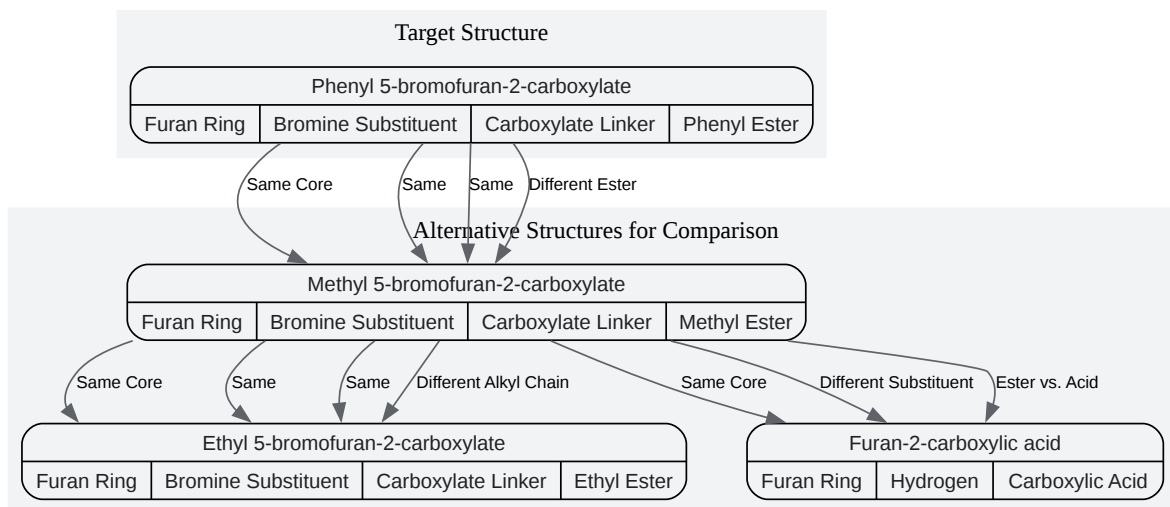 Target Structure
Phenyl 5-bromofuran-2-carboxylate
Furan Ring Bromine Substituent Carboxylate Linker Phenyl Ester
Same Core Same Same Different Ester
Alternative Structures for Comparison
Methyl 5-bromofuran-2-carboxylate
Furan Ring Bromine Substituent Carboxylate Linker Methyl Ester
Same Core Same Same Different Alkyl Chain Same Core Different Substituent Ester vs. Acid
Ethyl 5-bromofuran-2-carboxylate
Furan Ring Bromine Substituent Carboxylate Linker Ethyl Ester
Furan-2-carboxylic acid
Furan Ring Hydrogen Carboxylic Acid